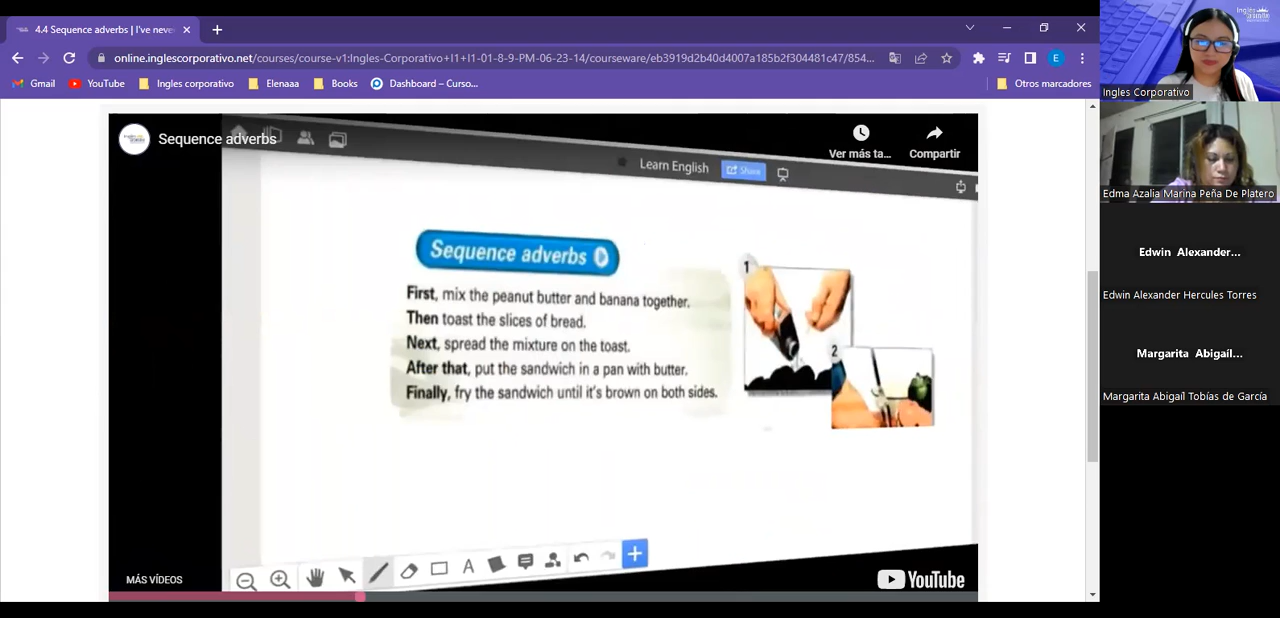 4.4 Sequence adverbs | I've neve
online.inglescorporativo.net/courses/course-v1:Ingles-Corporativo+I1+I1-01-8-9-PM-06-23-14/courseware/eb3919d2b40d4007a185b2f304481c47/854...
E
Gmail
YouTube
Ingles corporativo
Elenaaa
Books
Dashboard – Curso...
Otros marcadores
Sequence adverbs
Ver más ta...
Compartir
Learn English
Share
Sequence adverbs
First, mix the peanut butter and banana together.
Then toast the slices of bread.
Next, spread the mixture on the toast.
After that, put the sandwich in a pan with butter.
Finally, fry the sandwich until it's brown on both sides.
1
2
A
MÁS VÍDEOS
YouTube
Ingles Corporativo
Edma Azalia Marina Peña De Platero
Edwin Alexander...
Edwin Alexander Hercules Torres
Margarita Abigaíl...
Margarita Abigaíl Tobías de García